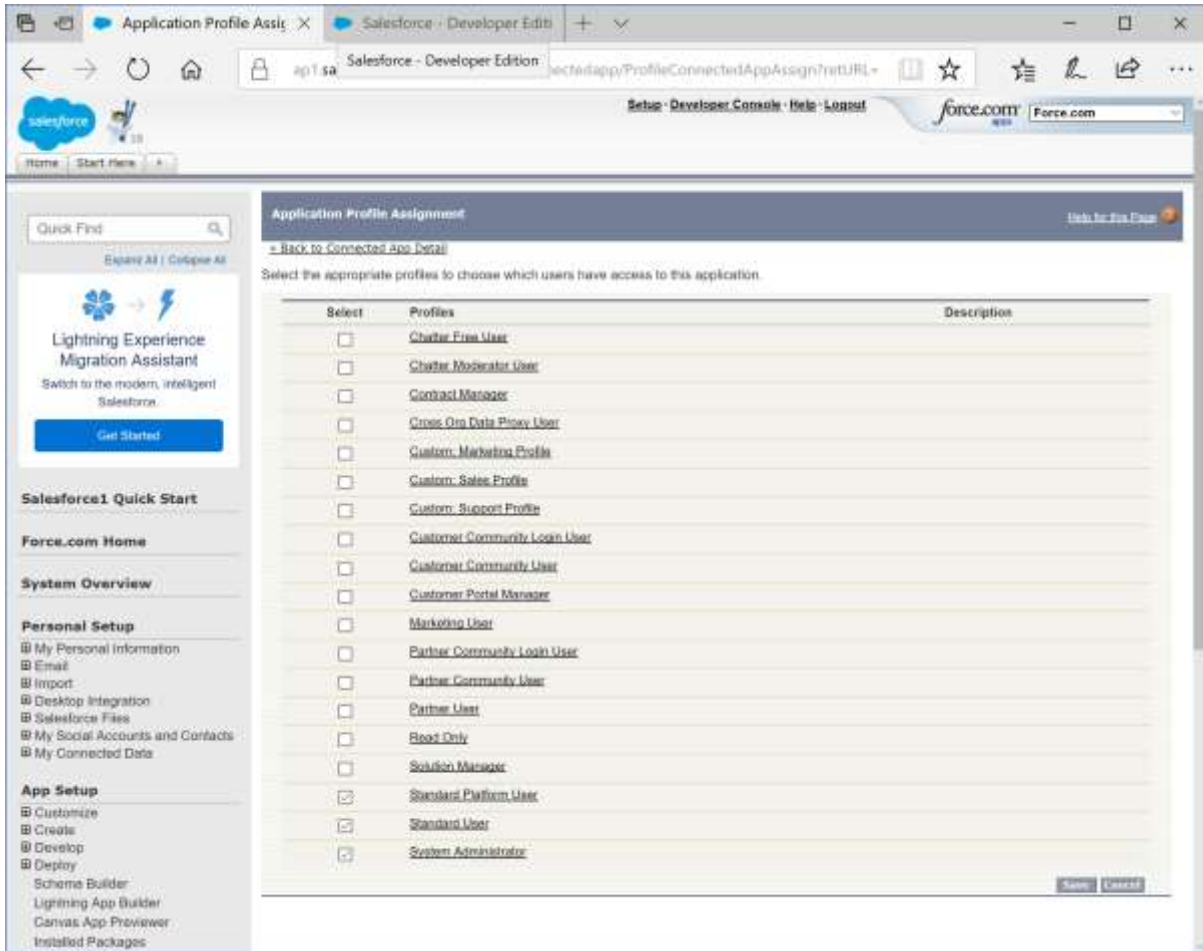 Application Profile Assig
Salesforce - Developer Editi
Salesforce - Developer Edition
ap1.sa
ectedapp/ProfileConnectedAppAssign?retURL=
salesforce
18
Setup · Developer Console · Help · Logout
force.com
apps
Force.com
Home
Start Here
+
Quick Find
Expand All | Collapse All
Lightning Experience
Migration Assistant
Switch to the modern, intelligent
Salesforce.
Get Started
Salesforce1 Quick Start
Force.com Home
System Overview
Personal Setup
My Personal Information
Email
Import
Desktop Integration
Salesforce Files
My Social Accounts and Contacts
My Connected Data
App Setup
Customize
Create
Develop
Deploy
Schema Builder
Lightning App Builder
Canvas App Previewer
Installed Packages
Application Profile Assignment
Help for this Page
« Back to Connected App Detail
Select the appropriate profiles to choose which users have access to this application.
Select Profiles Description
Chatter Free User
Chatter Moderator User
Contract Manager
Cross Org Data Proxy User
Custom: Marketing Profile
Custom: Sales Profile
Custom: Support Profile
Customer Community Login User
Customer Community User
Customer Portal Manager
Marketing User
Partner Community Login User
Partner Community User
Partner User
Read Only
Solution Manager
Standard Platform User
Standard User
System Administrator
Save Cancel